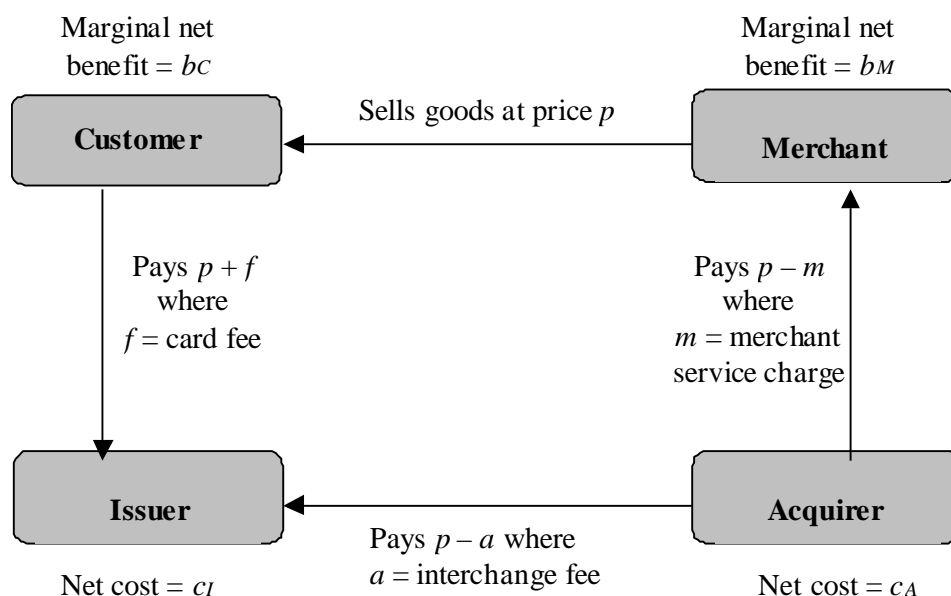 Marginal net
benefit = bC
Marginal net
benefit = bM
Customer
Sells goods at price p
Merchant
Pays p + f
where
f = card fee
Pays p – m
where
m = merchant
service charge
Issuer
Pays p – a where
a = interchange fee
Acquirer
Net cost = cI
Net cost = cA